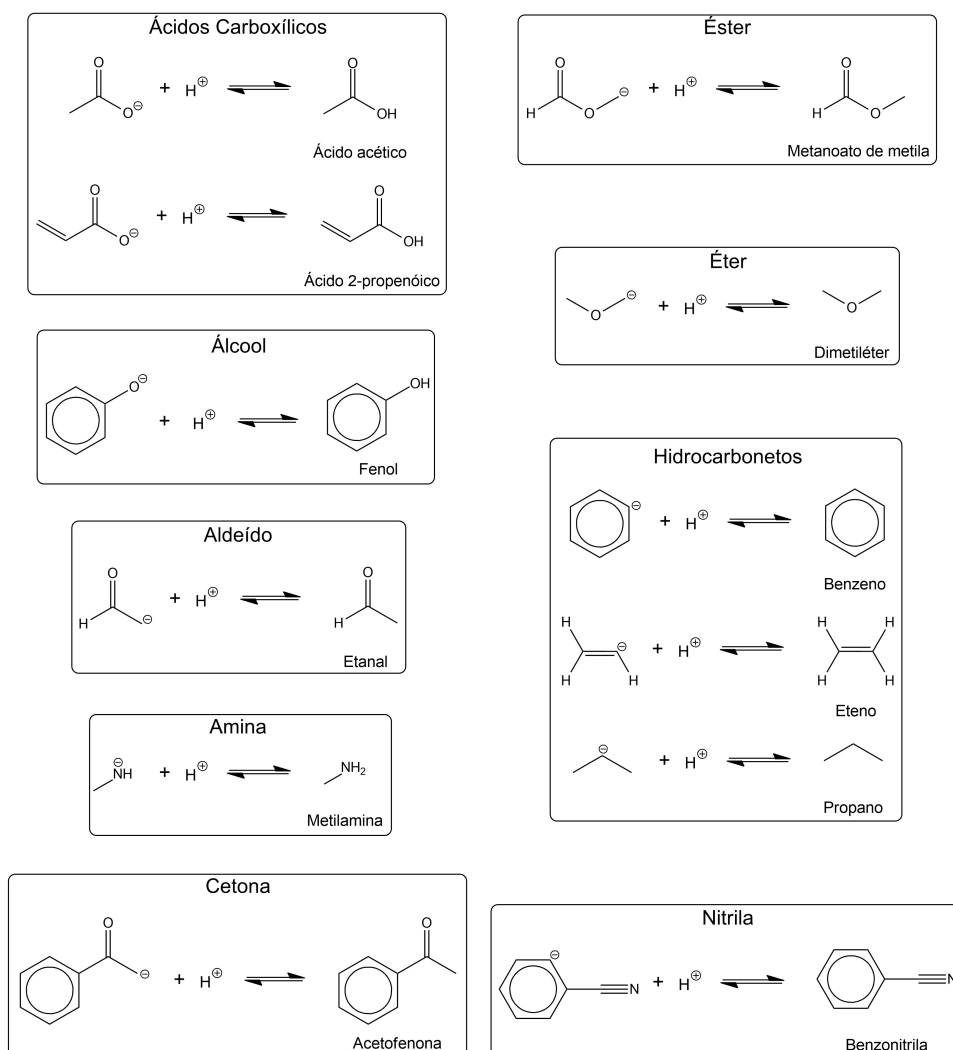 Ácidos Carboxílicos
O
O⊖
+ H⊕
O
OH
Ácido acético
O
O⊖
+ H⊕
O
OH
Ácido 2-propenóico
Éster
O
H
O
⊖
+ H⊕
O
H
O
Metanoato de metila
Éter
O
⊖
+ H⊕
O
Dimetiléter
Álcool
O⊖
+ H⊕
OH
Fenol
Hidrocarbonetos
⊖
+ H⊕
Benzeno
H
⊖
H
H
+ H⊕
H
H
H
H
Eteno
⊖
+ H⊕
Propano
Aldeído
O
H
⊖
+ H⊕
O
H
Etanal
Amina
⊖
NH
+ H⊕
NH₂
Metilamina
Cetona
O
⊖
+ H⊕
O
Acetofenona
Nitrila
⊖
N
+ H⊕
N
Benzonitrila